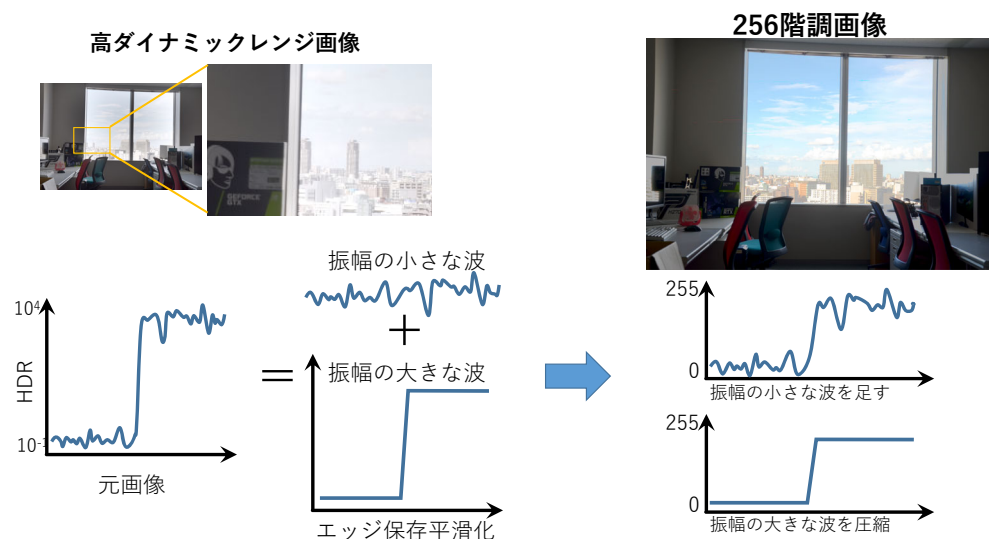 高ダイナミックレンジ画像
256階調画像
GEFORCE
GTX
振幅の小さな波
10⁴
HDR
10⁻¹
元画像
=
+
振幅の大きな波
エッジ保存平滑化
255
0
振幅の小さな波を足す
255
0
振幅の大きな波を圧縮